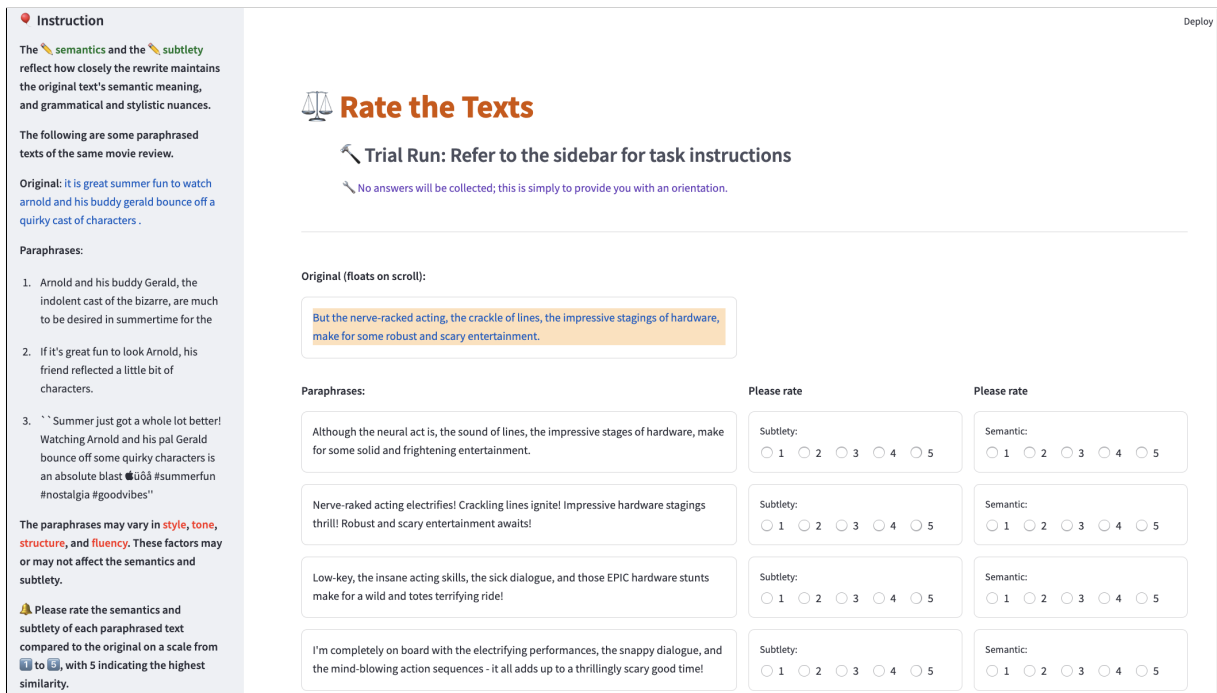 Instruction
The ✏️ semantics and the ✏️ subtlety
reflect how closely the rewrite maintains
the original text's semantic meaning,
and grammatical and stylistic nuances.
The following are some paraphrased
texts of the same movie review.
Original: it is great summer fun to watch
arnold and his buddy gerald bounce off a
quirky cast of characters .
Paraphrases:
1. Arnold and his buddy Gerald, the
indolent cast of the bizarre, are much
to be desired in summertime for the
2. If it's great fun to look Arnold, his
friend reflected a little bit of
characters.
3. ``Summer just got a whole lot better!
Watching Arnold and his pal Gerald
bounce off some quirky characters is
an absolute blast üôå #summerfun
#nostalgia #goodvibes''
The paraphrases may vary in style, tone,
structure, and fluency. These factors may
or may not affect the semantics and
subtlety.
🔔 Please rate the semantics and
subtlety of each paraphrased text
compared to the original on a scale from
1️⃣ to 5️⃣, with 5 indicating the highest
similarity.
Deploy
Rate the Texts
Trial Run: Refer to the sidebar for task instructions
No answers will be collected; this is simply to provide you with an orientation.
Original (floats on scroll):
But the nerve-racked acting, the crackle of lines, the impressive stagings of hardware,
make for some robust and scary entertainment.
Paraphrases:
Please rate
Please rate
Although the neural act is, the sound of lines, the impressive stages of hardware, make
for some solid and frightening entertainment.
Subtlety:
1 2 3 4 5
Semantic:
1 2 3 4 5
Nerve-raked acting electrifies! Crackling lines ignite! Impressive hardware stagings
thrill! Robust and scary entertainment awaits!
Subtlety:
1 2 3 4 5
Semantic:
1 2 3 4 5
Low-key, the insane acting skills, the sick dialogue, and those EPIC hardware stunts
make for a wild and totes terrifying ride!
Subtlety:
1 2 3 4 5
Semantic:
1 2 3 4 5
I'm completely on board with the electrifying performances, the snappy dialogue, and
the mind-blowing action sequences - it all adds up to a thrillingly scary good time!
Subtlety:
1 2 3 4 5
Semantic:
1 2 3 4 5